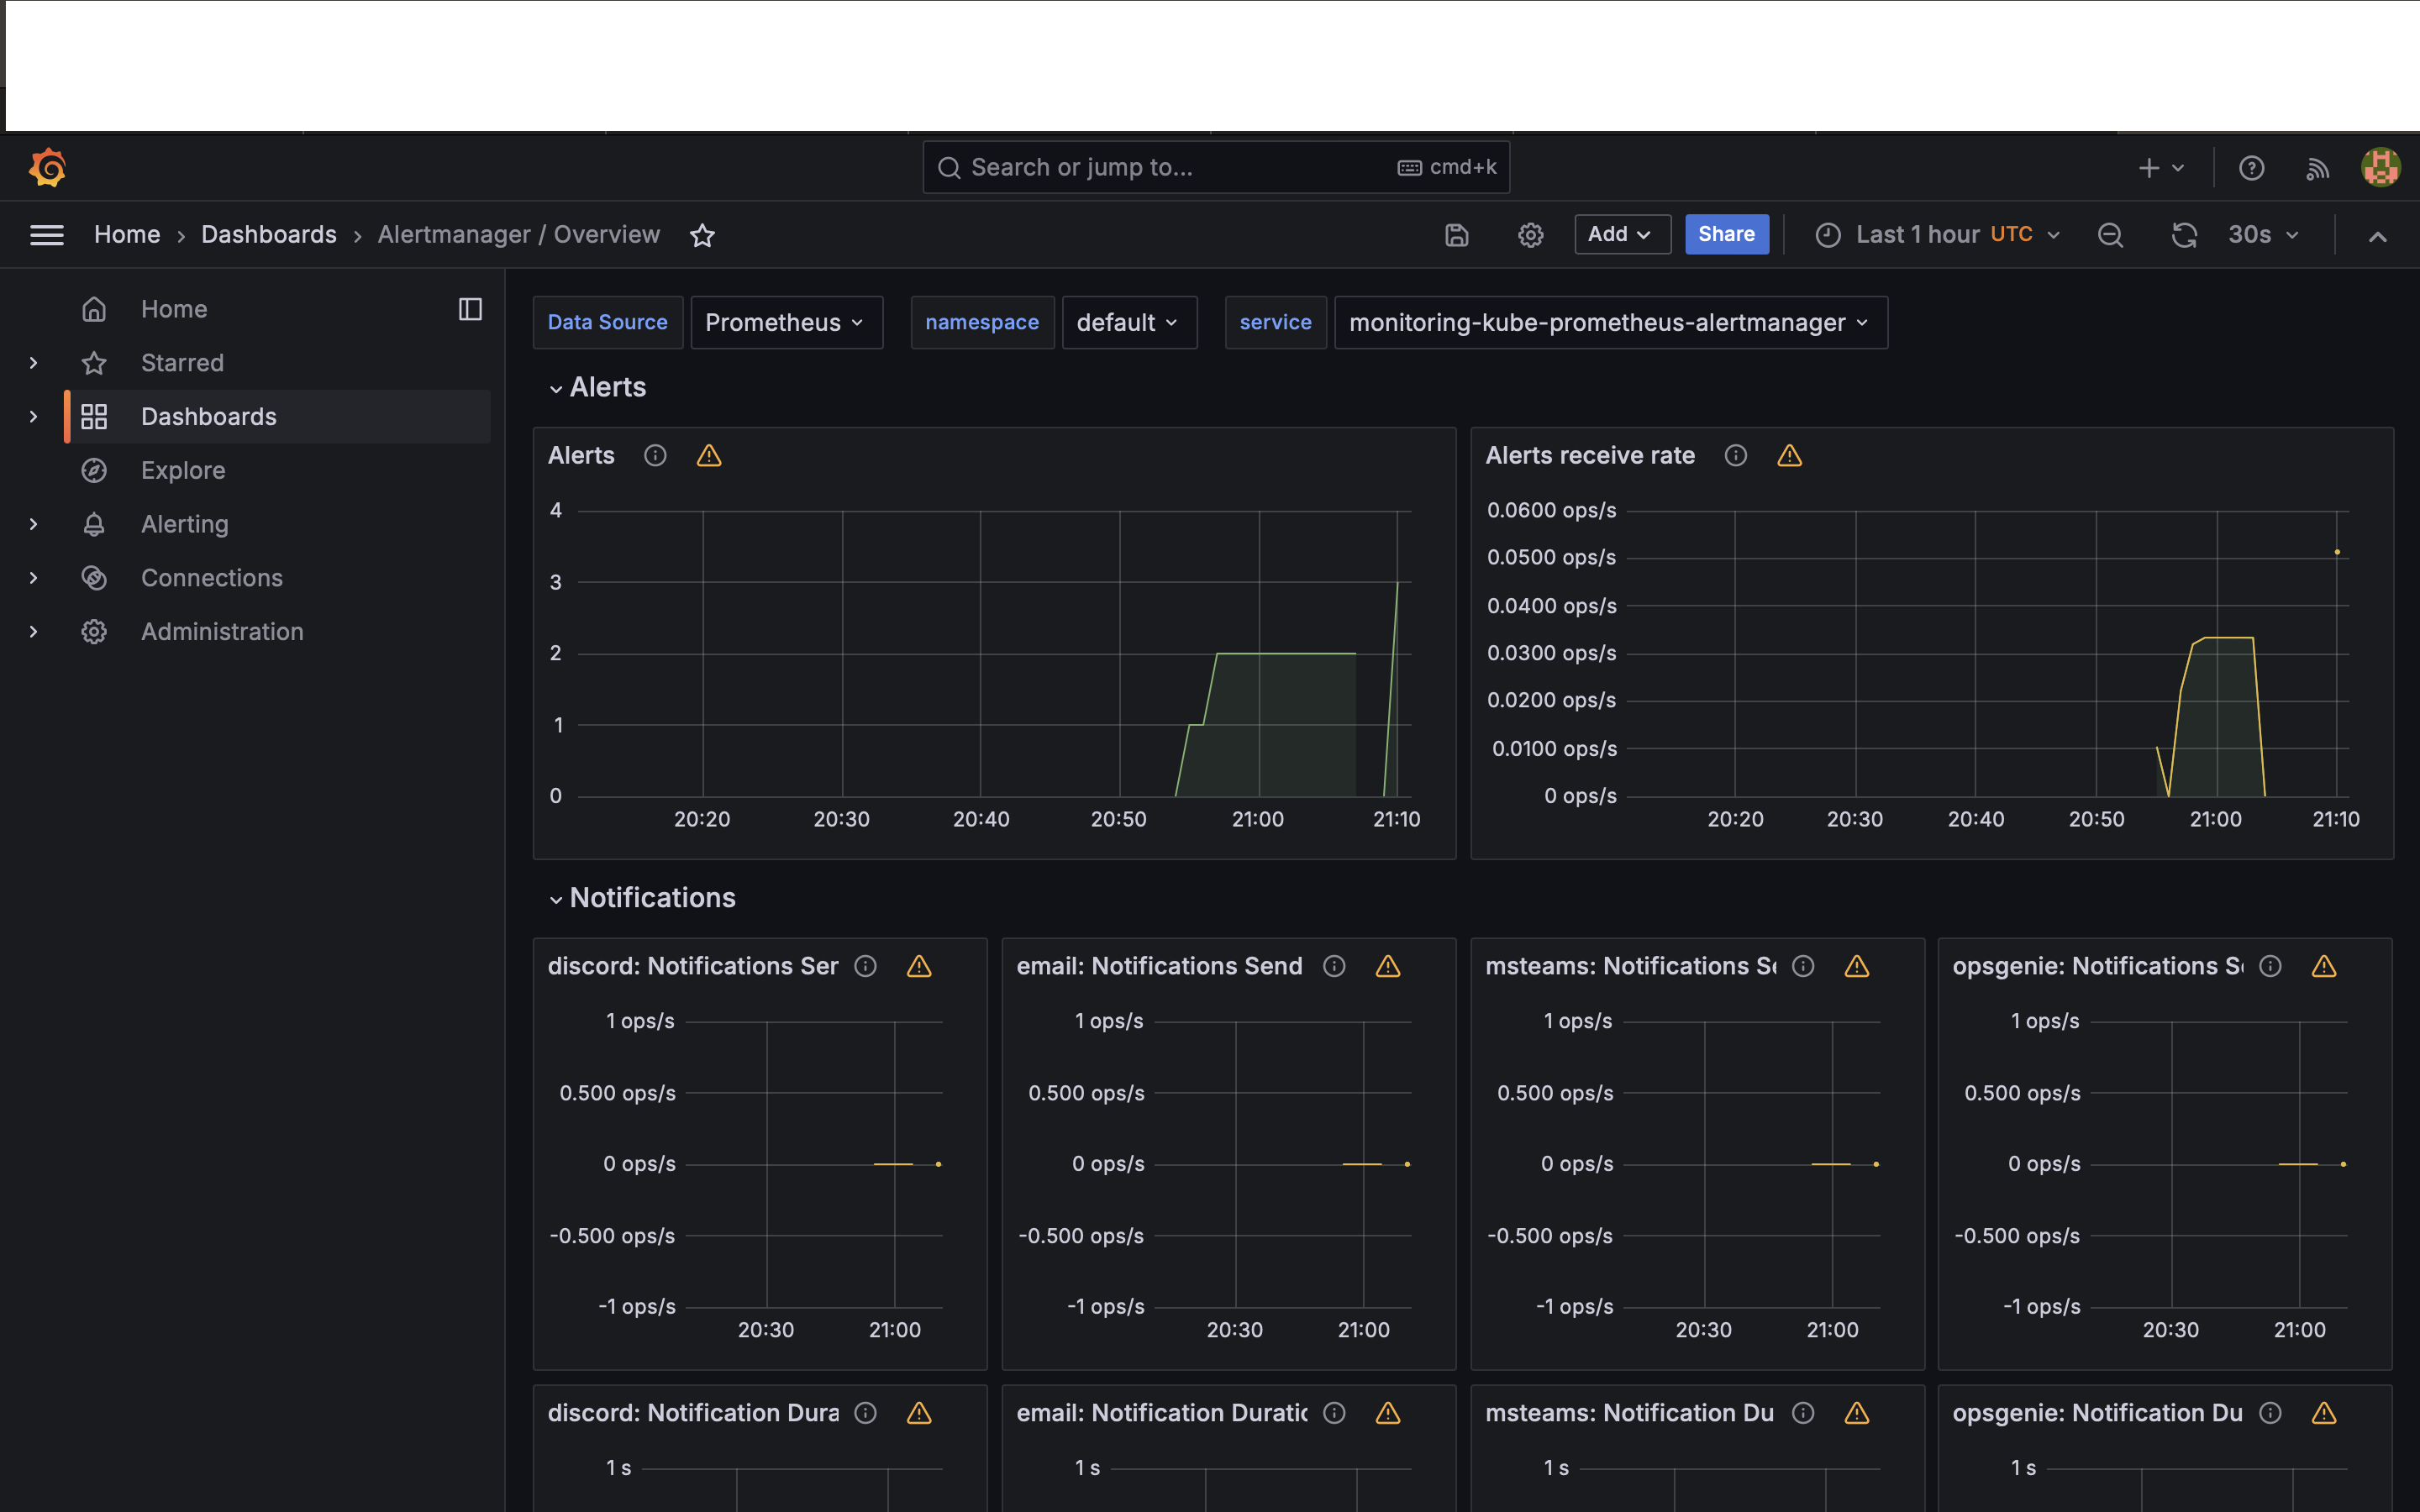 Search or jump to...
cmd+k
Home
Dashboards
Alertmanager / Overview
Add
Share
Last 1 hour UTC
30s
Home
Starred
Dashboards
Explore
Alerting
Connections
Administration
Data Source
Prometheus
namespace
default
service
monitoring-kube-prometheus-alertmanager
Alerts
Alerts
4
3
2
1
0
20:20
20:30
20:40
20:50
21:00
21:10
Alerts receive rate
0.0600 ops/s
0.0500 ops/s
0.0400 ops/s
0.0300 ops/s
0.0200 ops/s
0.0100 ops/s
0 ops/s
20:20
20:30
20:40
20:50
21:00
21:10
Notifications
discord: Notifications Ser
1 ops/s
0.500 ops/s
0 ops/s
-0.500 ops/s
-1 ops/s
20:30
21:00
email: Notifications Send
1 ops/s
0.500 ops/s
0 ops/s
-0.500 ops/s
-1 ops/s
20:30
21:00
msteams: Notifications Se
1 ops/s
0.500 ops/s
0 ops/s
-0.500 ops/s
-1 ops/s
20:30
21:00
opsgenie: Notifications Se
1 ops/s
0.500 ops/s
0 ops/s
-0.500 ops/s
-1 ops/s
20:30
21:00
discord: Notification Dura
1 s
email: Notification Duratic
1 s
msteams: Notification Du
1 s
opsgenie: Notification Du
1 s